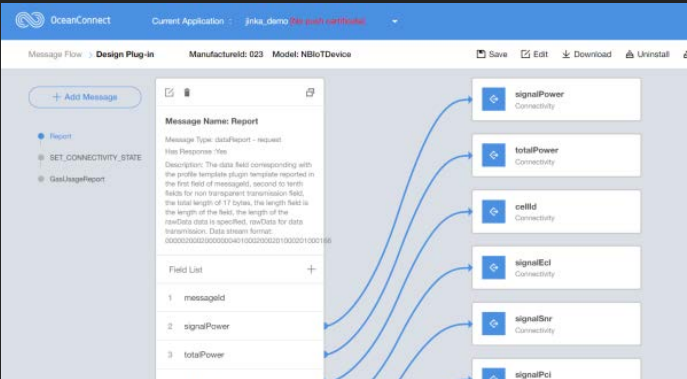 OceanConnect
Current Application : jinka_demo(No push certificate)
Message Flow > Design Plug-in
ManufactureId: 023 Model: NBIoTDevice
Save Edit Download Uninstall
+ Add Message
Report
SET_CONNECTIVITY_STATE
GasUsageReport
Message Name: Report
Message Type: dataReport - request
Has Response :Yes
Description: The data field corresponding with
the profile template plugin template reported in
the first field of messageId, second to tenth
fields for non transparent transmission field,
the total length of 17 bytes, the length field is
the length of the field, the length of the
rawData data is specified, rawData for data
transmission. Data stream format:
Field List +
1 messageId
2 signalPower
3 totalPower
signalPower
Connectivity
totalPower
Connectivity
cellId
Connectivity
signalEcl
Connectivity
signalSnr
Connectivity
signalPci